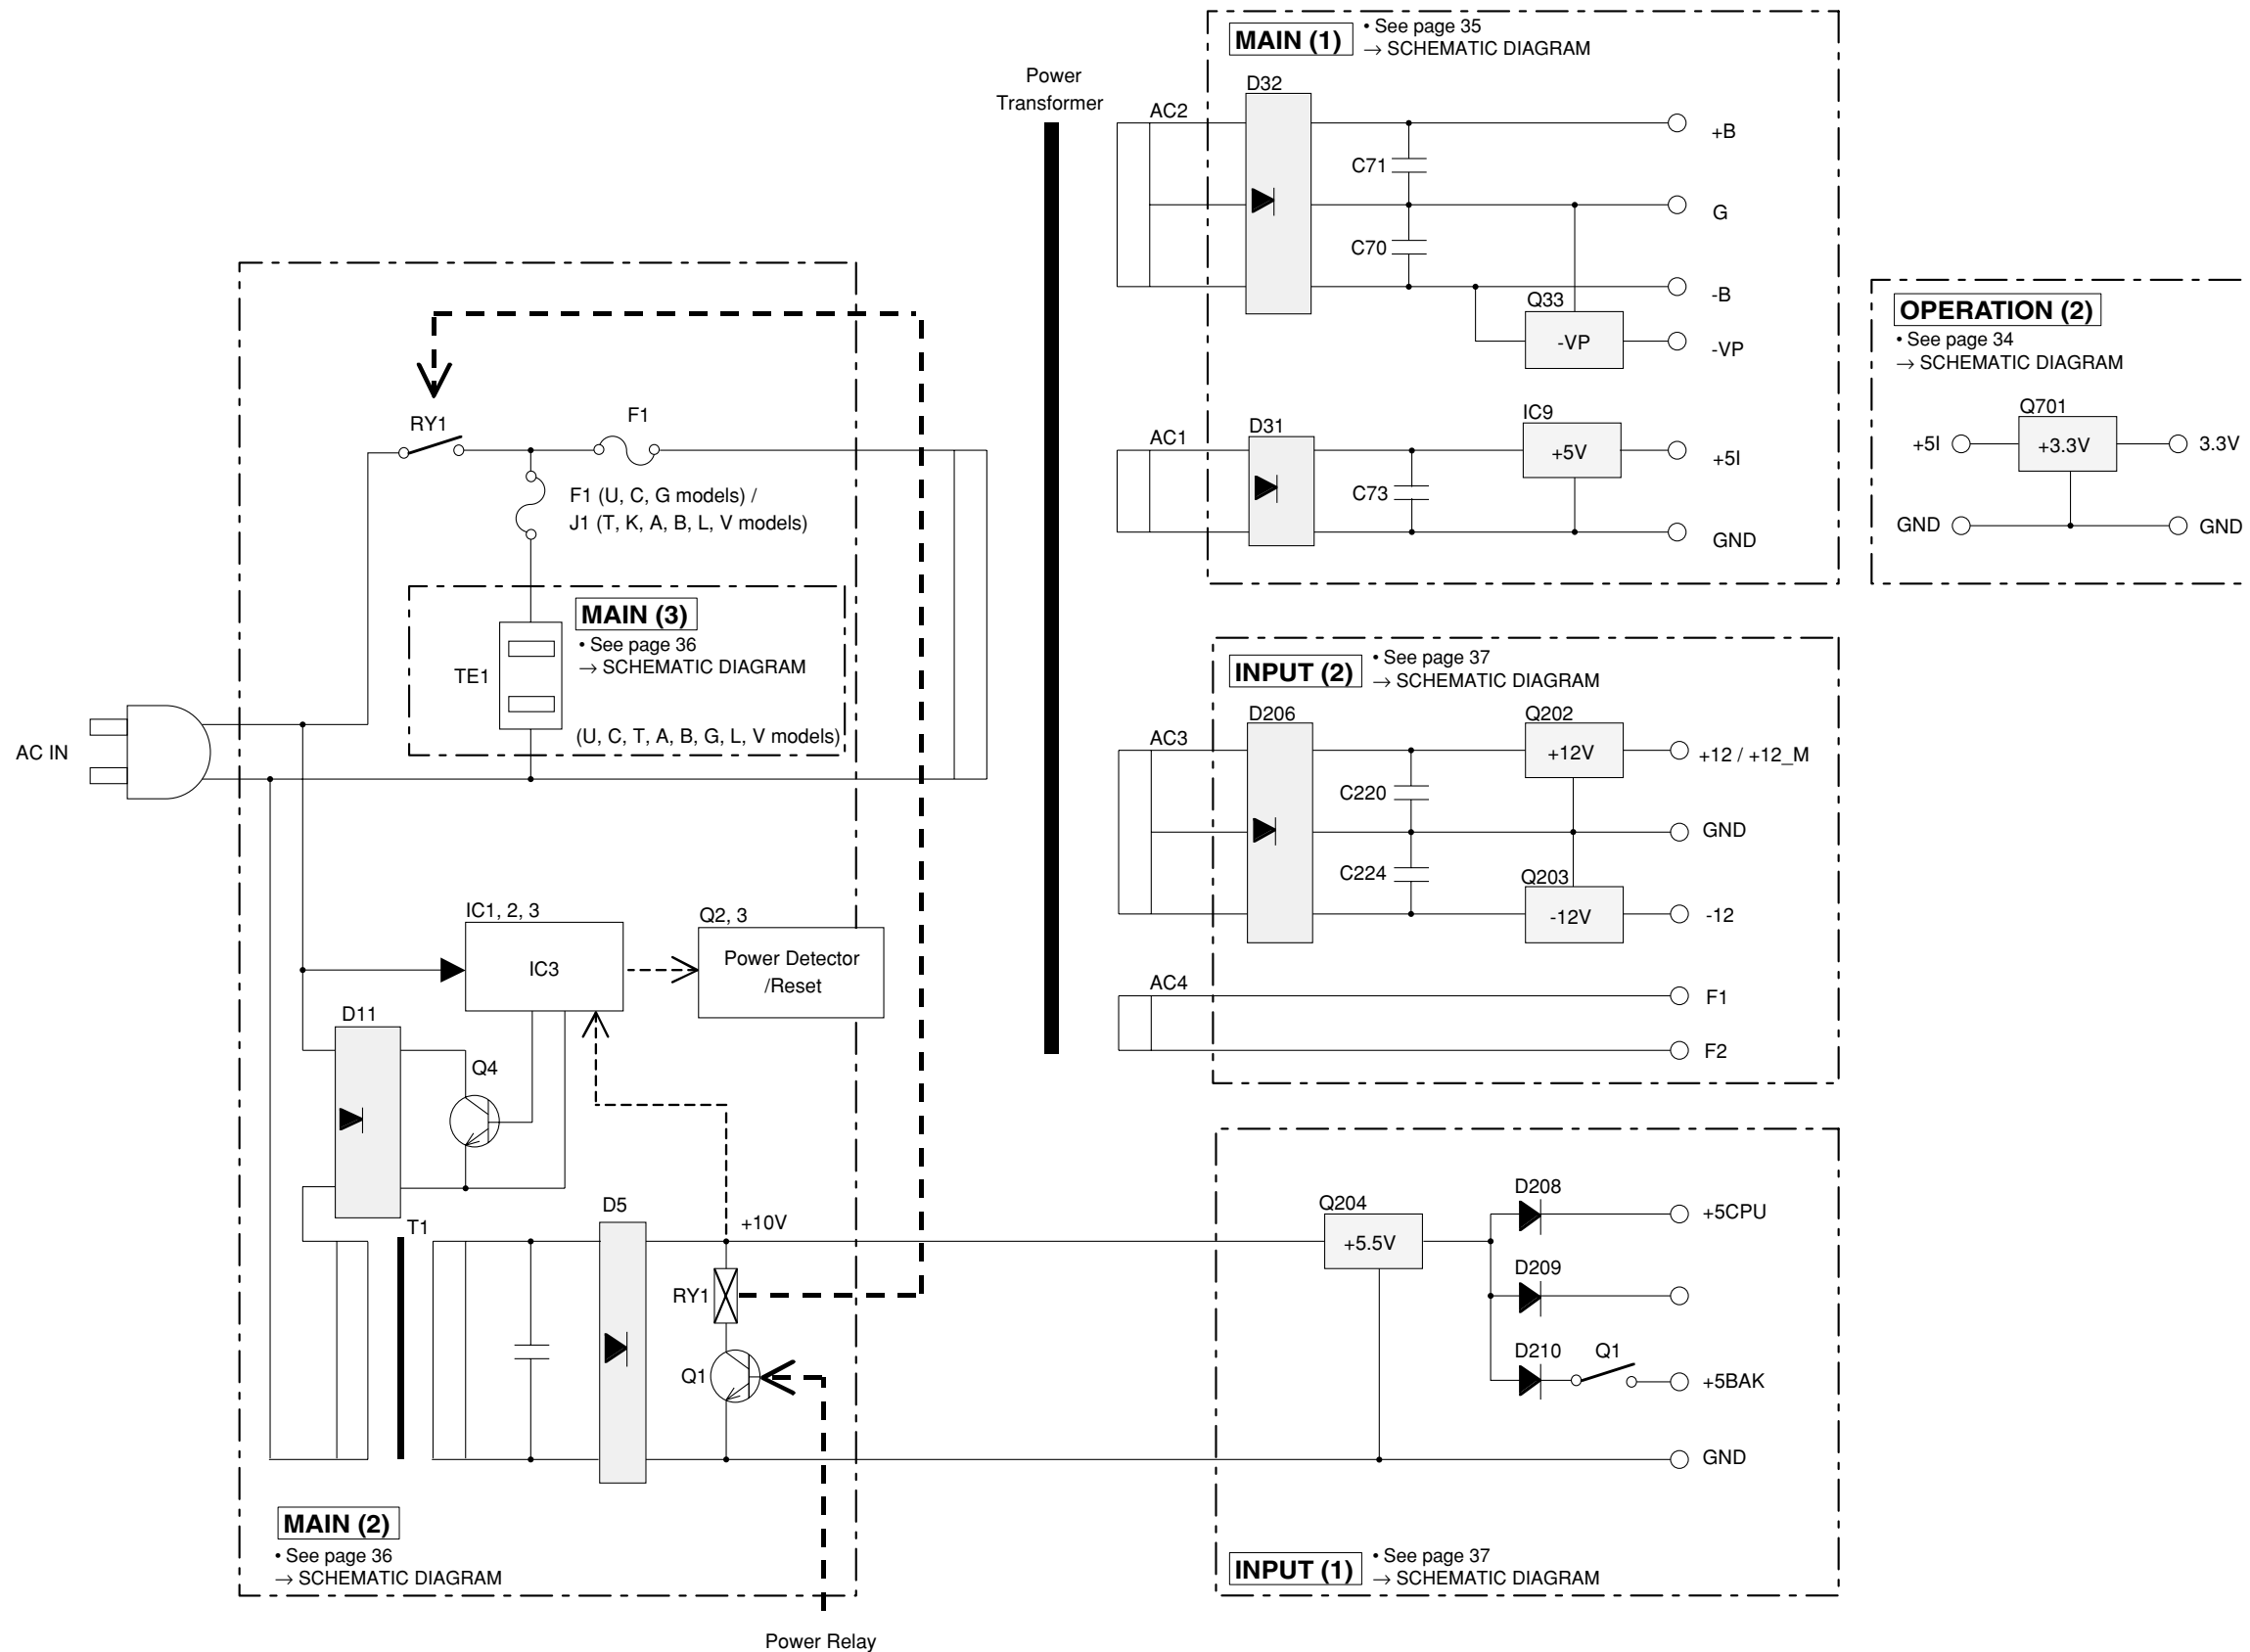 MAIN (1)
• See page 35
→ SCHEMATIC DIAGRAM
Power
Transformer
D32
AC2
+B
C71
G
C70
-B
Q33
-VP
-VP
AC1
D31
IC9
+5V
+5I
C73
GND
OPERATION (2)
• See page 34
→ SCHEMATIC DIAGRAM
Q701
+5I
+3.3V
3.3V
GND
GND
RY1
F1
F1 (U, C, G models) /
J1 (T, K, A, B, L, V models)
MAIN (3)
• See page 36
→ SCHEMATIC DIAGRAM
TE1
(U, C, T, A, B, G, L, V models)
AC IN
INPUT (2)
• See page 37
→ SCHEMATIC DIAGRAM
D206
Q202
AC3
+12V
+12 / +12_M
C220
GND
C224
Q203
-12V
-12
AC4
F1
F2
IC1, 2, 3
IC3
Q2, 3
Power Detector
/Reset
D11
Q4
T1
D5
+10V
RY1
Q1
Q204
+5.5V
D208
+5CPU
D209
D210
Q1
+5BAK
GND
MAIN (2)
• See page 36
→ SCHEMATIC DIAGRAM
INPUT (1)
• See page 37
→ SCHEMATIC DIAGRAM
Power Relay